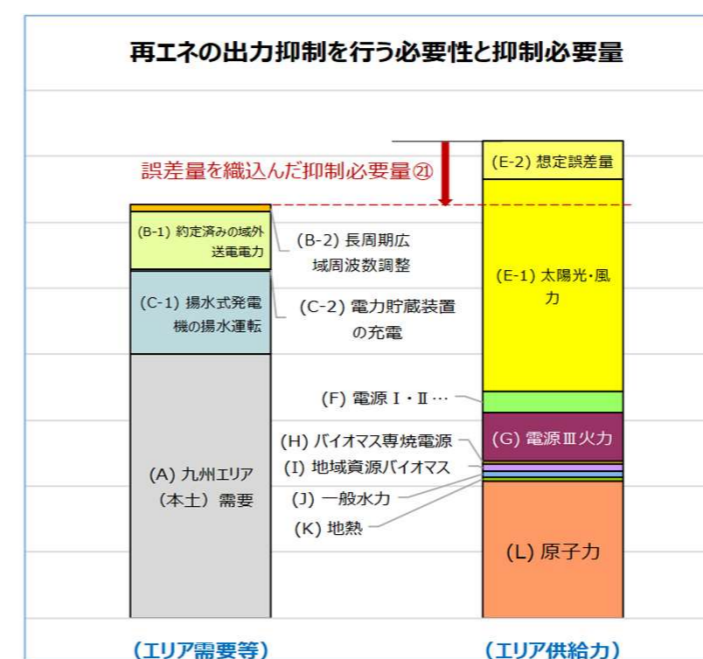 再エネの出力抑制を行う必要性と抑制必要量
誤差量を織込んだ抑制必要量㉑
(B-1) 約定済みの域外
送電電力
(B-2) 長周期広
域周波数調整
(C-1) 揚水式発電
機の揚水運転
(C-2) 電力貯蔵装置
の充電
(A) 九州エリア
(本土)需要
(E-2) 想定誤差量
(E-1) 太陽光・風
力
(F) 電源Ⅰ・Ⅱ…
(G) 電源Ⅲ火力
(H) バイオマス専焼電源
(I) 地域資源バイオマス
(J) 一般水力
(K) 地熱
(L) 原子力
(エリア需要等)
(エリア供給力)